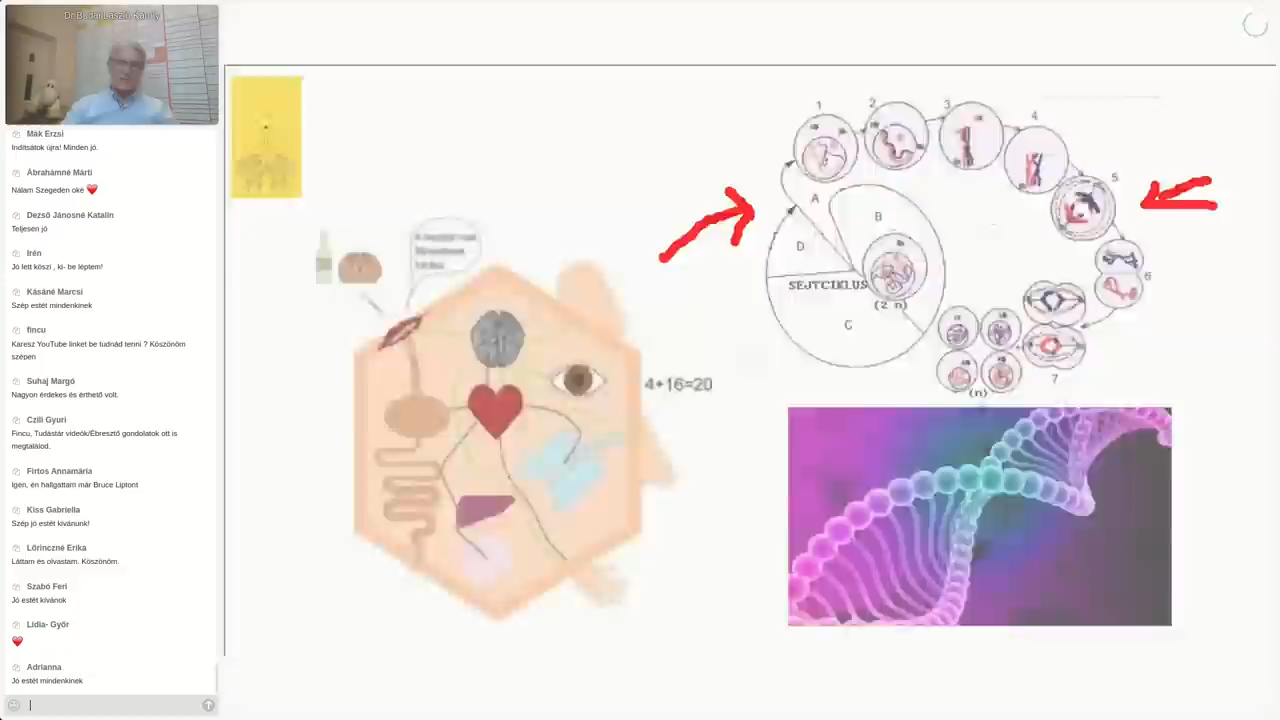 Dr Budai László Károly
Mák Erzsi
Indítsátok újra! Minden jó.
Ábrahámné Márti
Nálam Szegeden oké ❤️
Dezső Jánosné Katalin
Teljesen jó
Irén
Jó lett köszi , ki- be léptem!
Kásáné Marcsi
Szép estét mindenkinek
fincu
Karesz YouTube linket be tudnád tenni ? Köszönöm
szépen
Suhaj Margó
Nagyon érdekes és érthető volt.
Czili Gyuri
Fincu, Tudástár videók/Ébresztő gondolatok ott is
megtalálod.
Firtos Annamária
Igen, én hallgattam már Bruce Liptont
Kiss Gabriella
Szép jó estét kívánunk!
Lőrinczné Erika
Láttam és olvastam. Köszönöm.
Szabó Feri
Jó estét kívánok
Lídia- Győr
❤️
Adrianna
Jó estét mindenkinek
4+16=20
1
2
3
4
5
6
7
A
B
C
D
SEJTCIKLUS
(2 n)
(n)